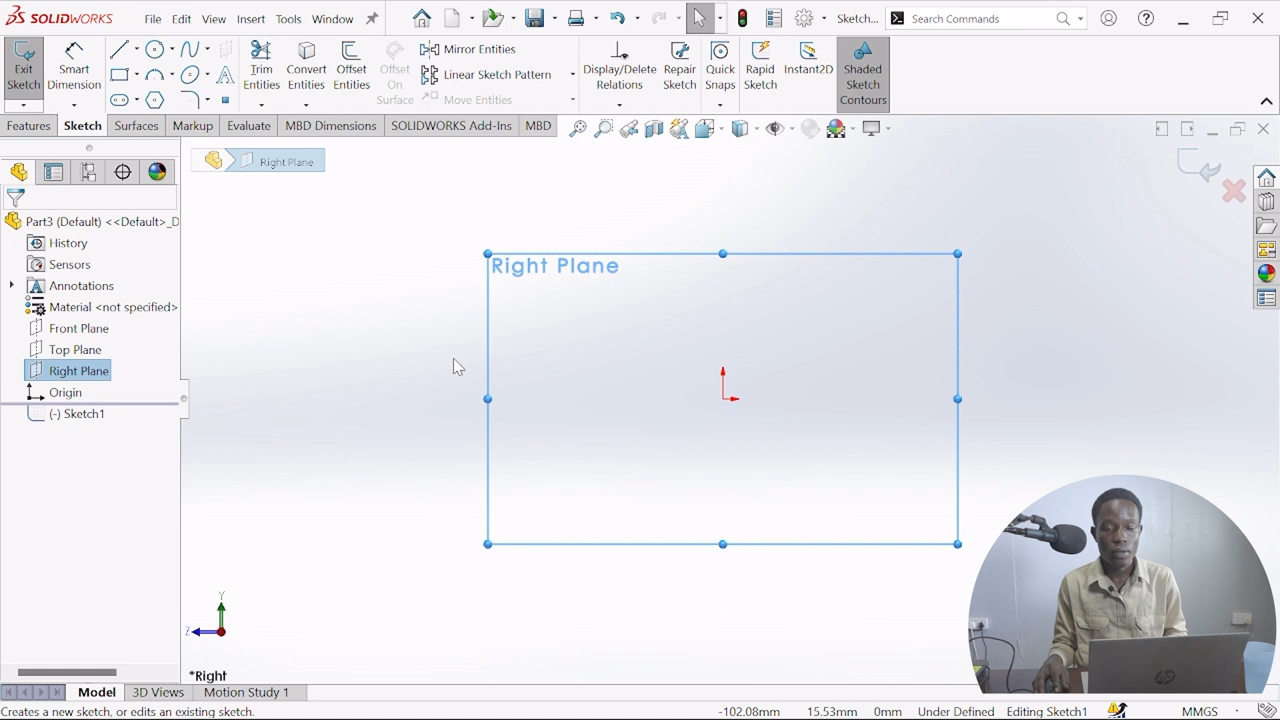 SOLIDWORKS File Edit View Insert Tools Window Sketch... Search Commands
Exit Sketch
Smart Dimension
Trim Entities
Convert Entities
Offset Entities
Offset On Surface
Mirror Entities
Linear Sketch Pattern
Move Entities
Display/Delete Relations
Repair Sketch
Quick Snaps
Rapid Sketch
Instant2D
Shaded Sketch Contours
Features Sketch Surfaces Markup Evaluate MBD Dimensions SOLIDWORKS Add-Ins MBD
Right Plane
Part3 (Default) <<Default>_D
History
Sensors
Annotations
Material <not specified>
Front Plane
Top Plane
Right Plane
Origin
(-) Sketch1
Right Plane
Y
Z
*Right
hp
Model 3D Views Motion Study 1
Creates a new sketch, or edits an existing sketch. -102.08mm 15.53mm 0mm Under Defined Editing Sketch1 MMGS